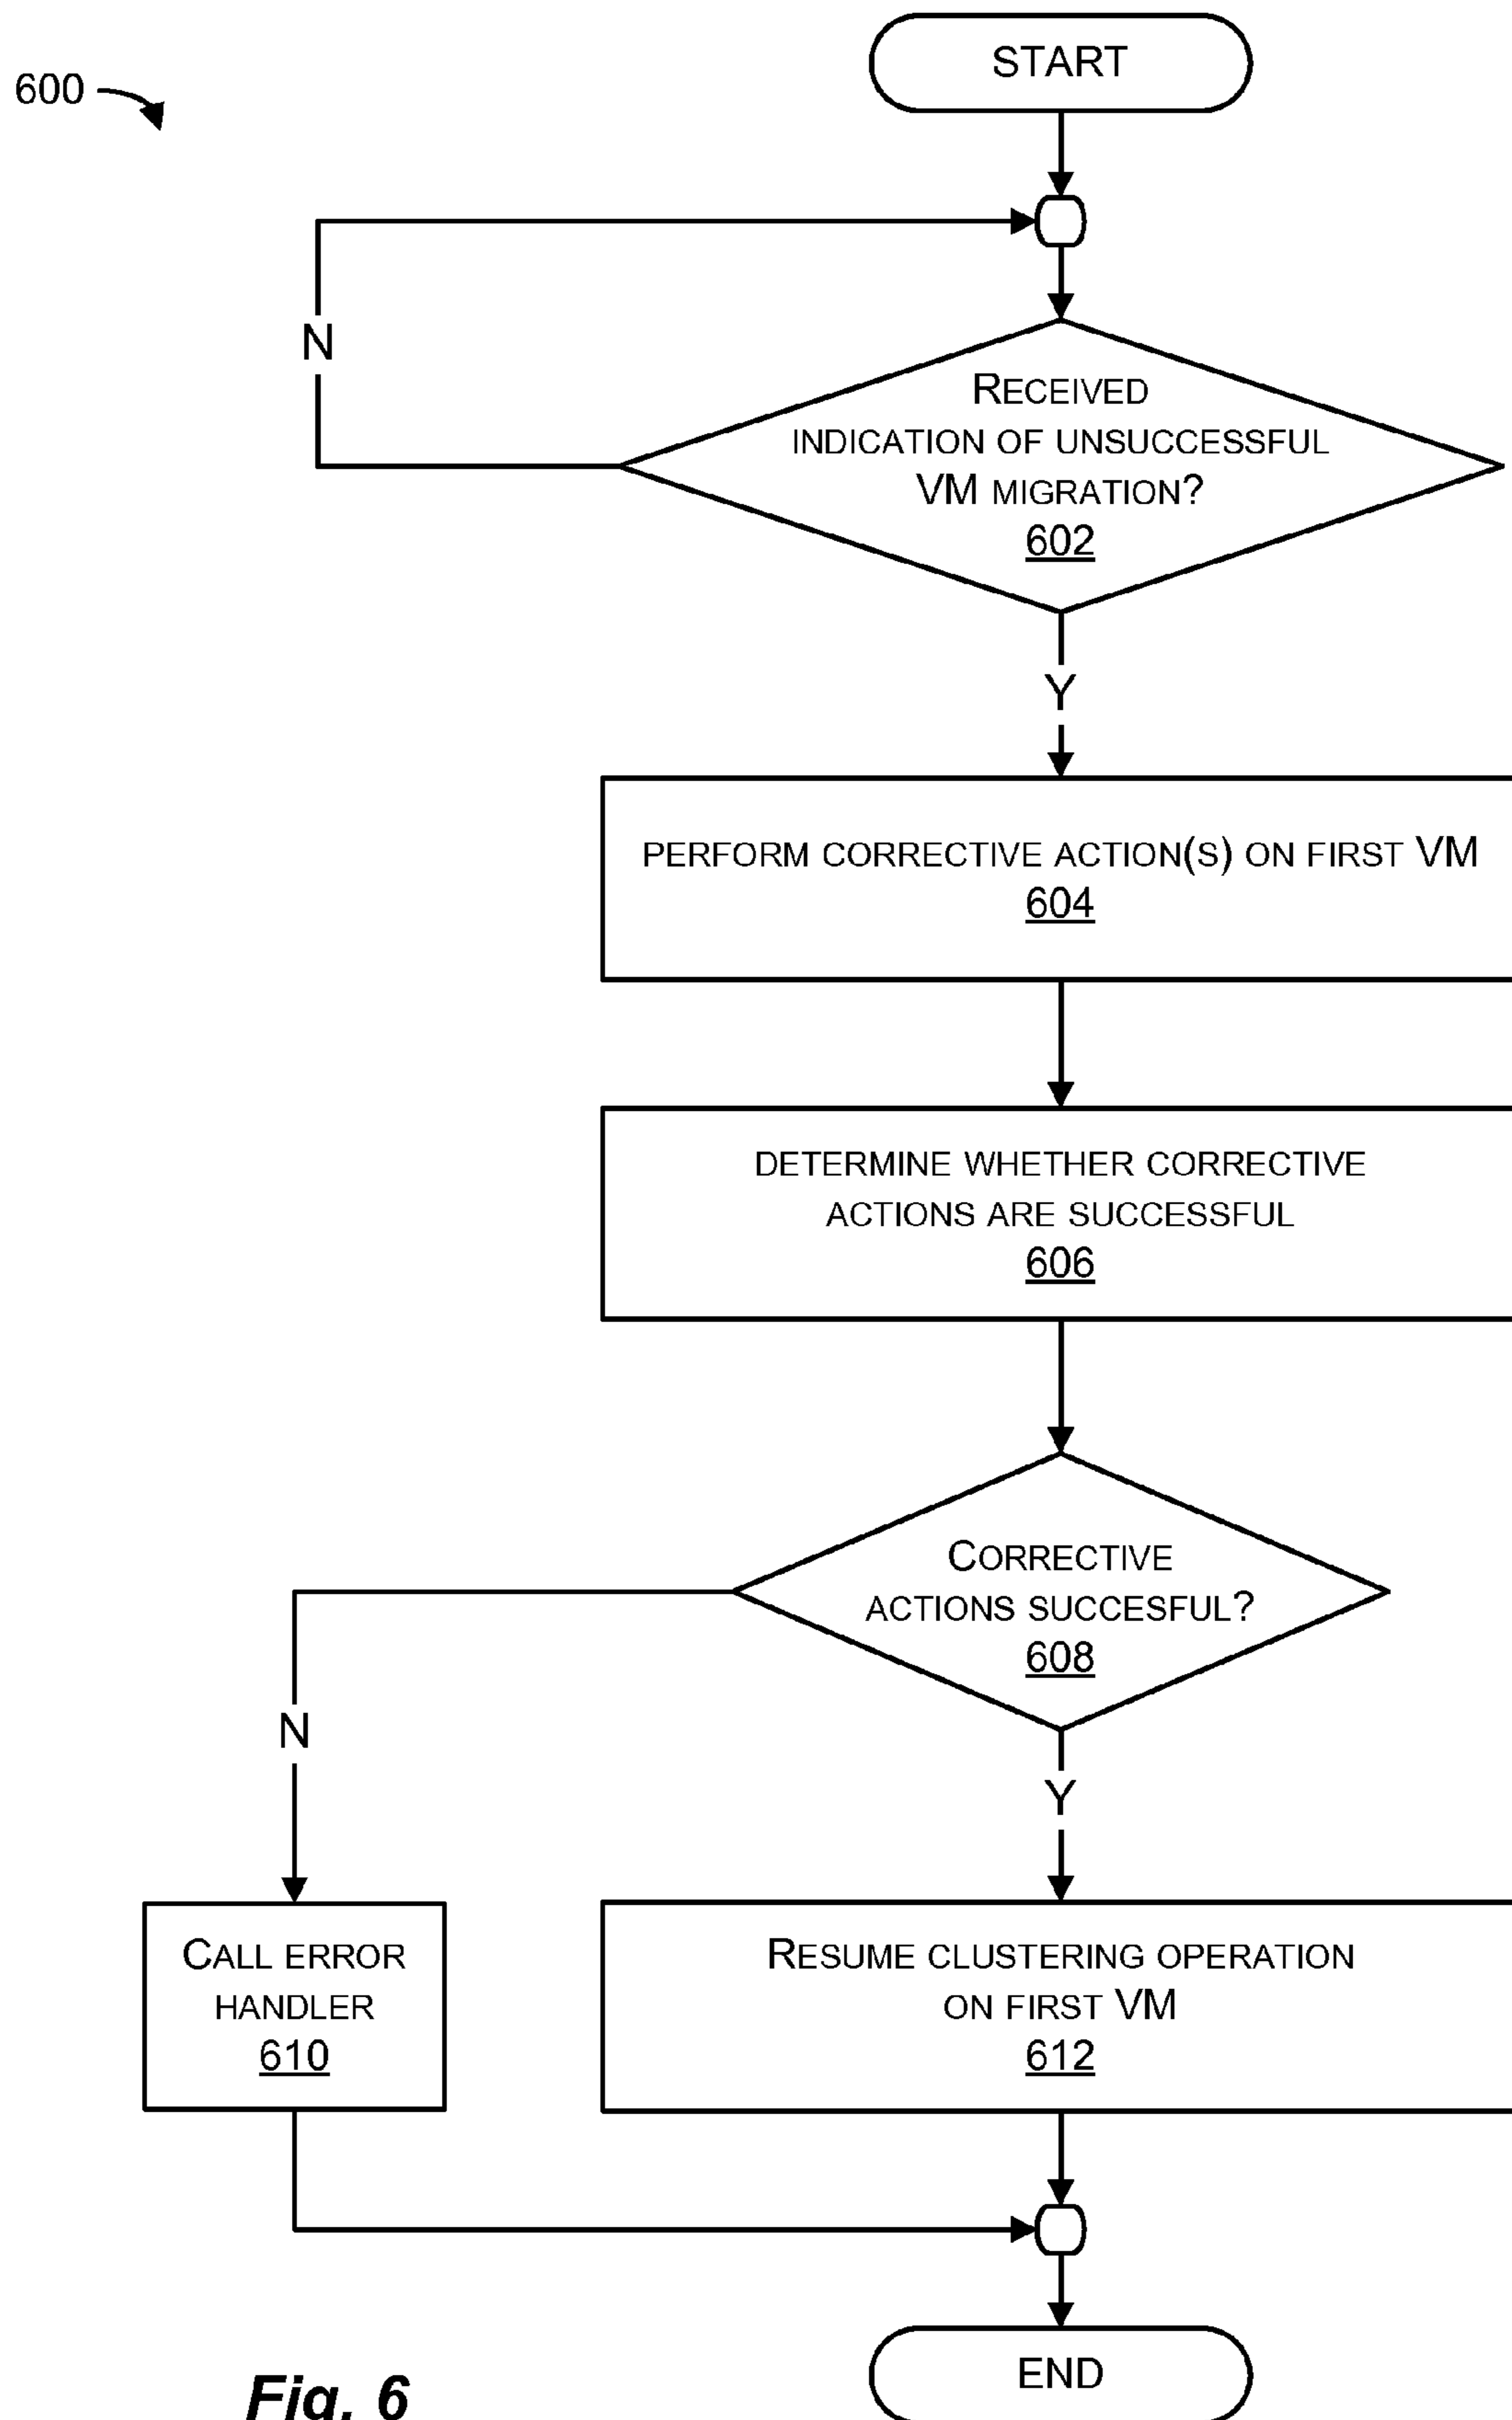 START
600
N
RECEIVED
INDICATION OF UNSUCCESSFUL
VM MIGRATION?
602
Y
PERFORM CORRECTIVE ACTION(S) ON FIRST VM
604
DETERMINE WHETHER CORRECTIVE
ACTIONS ARE SUCCESSFUL
606
CORRECTIVE
ACTIONS SUCCESFUL?
608
N
Y
CALL ERROR
HANDLER
610
RESUME CLUSTERING OPERATION
ON FIRST VM
612
END
Fig. 6